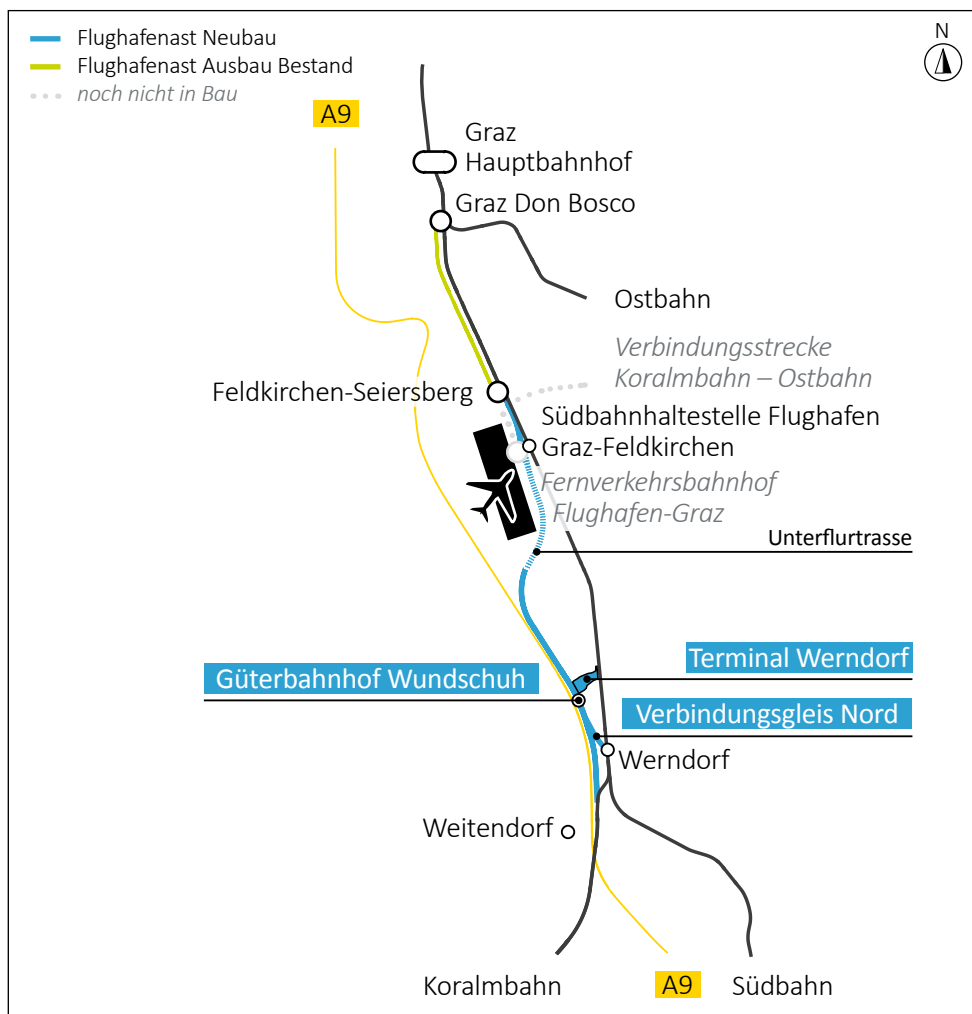 Flughafenast Neubau
Flughafenast Ausbau Bestand
noch nicht in Bau
N
A9
Graz
Hauptbahnhof
Graz Don Bosco
Ostbahn
Verbindungsstrecke
Koralmbahn – Ostbahn
Feldkirchen-Seiersberg
Südbahnhaltestelle Flughafen
Graz-Feldkirchen
Fernverkehrsbahnhof
Flughafen-Graz
Unterflurtrasse
Terminal Werndorf
Güterbahnhof Wundschuh
Verbindungsgleis Nord
Werndorf
Weitendorf
Koralmbahn
A9
Südbahn